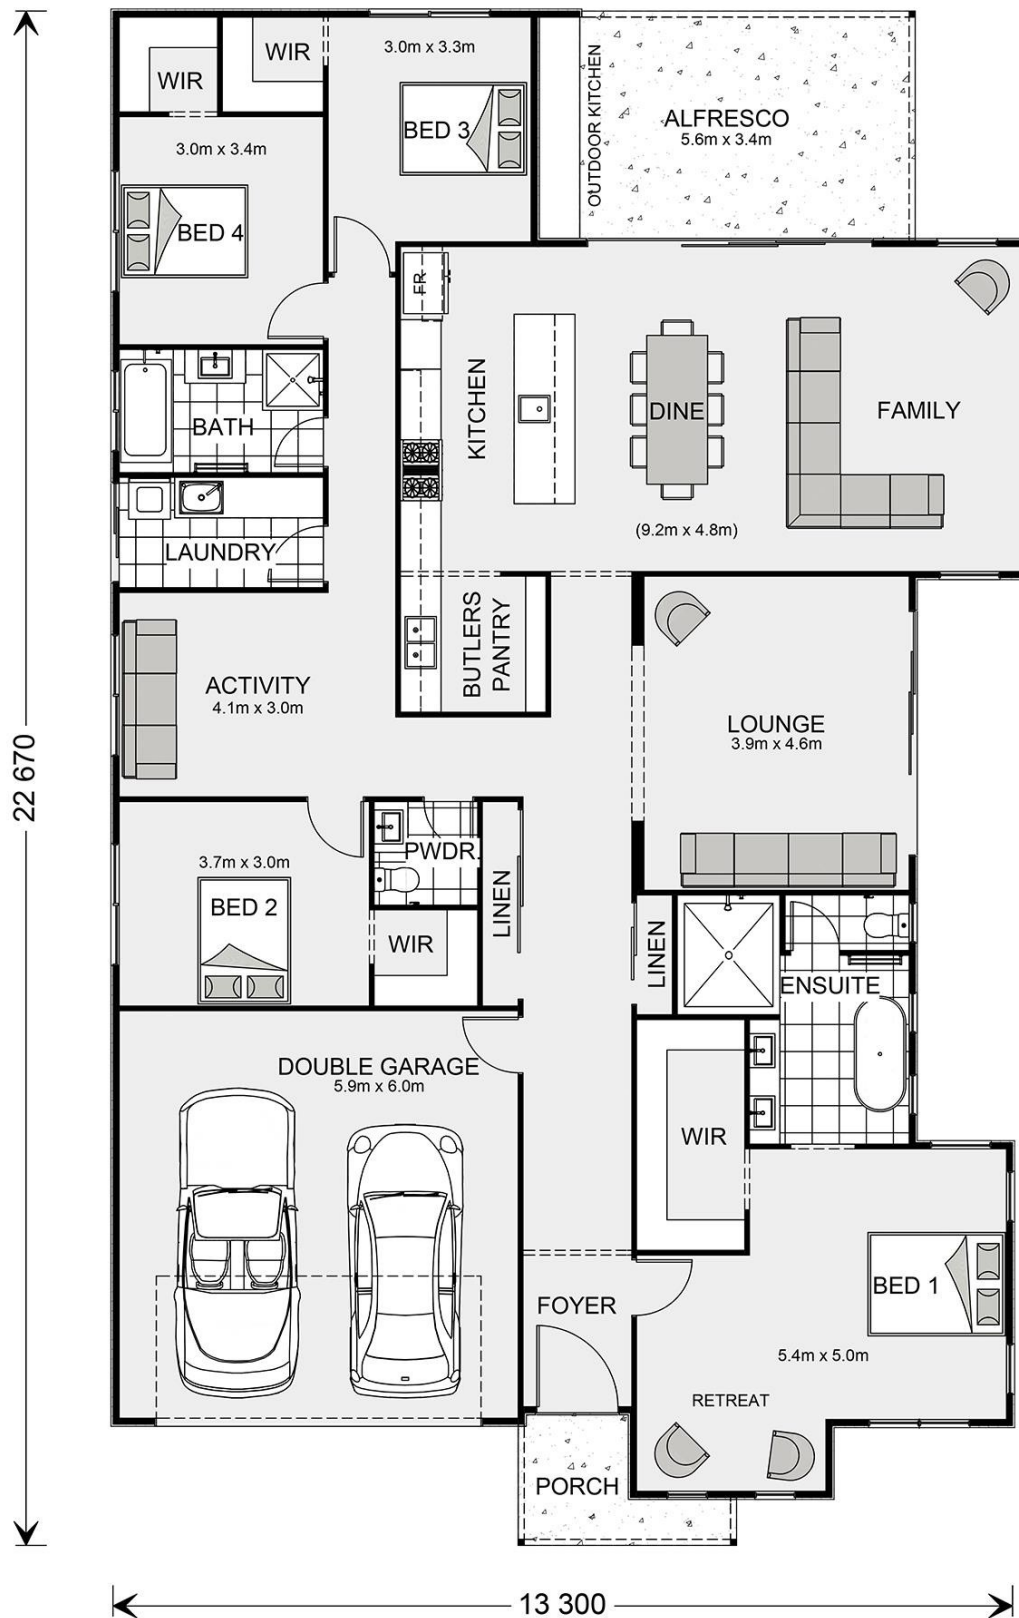 WIR
WIR
3.0m x 3.3m
BED 3
OUTDOOR KITCHEN
ALFRESCO
5.6m x 3.4m
3.0m x 3.4m
BED 4
FR
KITCHEN
DINE
FAMILY
(9.2m x 4.8m)
BATH
LAUNDRY
BUTLERS
PANTRY
ACTIVITY
4.1m x 3.0m
LOUNGE
3.9m x 4.6m
22 670
3.7m x 3.0m
BED 2
PWDR.
WIR
LINEN
LINEN
ENSUITE
DOUBLE GARAGE
5.9m x 6.0m
WIR
FOYER
BED 1
5.4m x 5.0m
RETREAT
PORCH
13 300